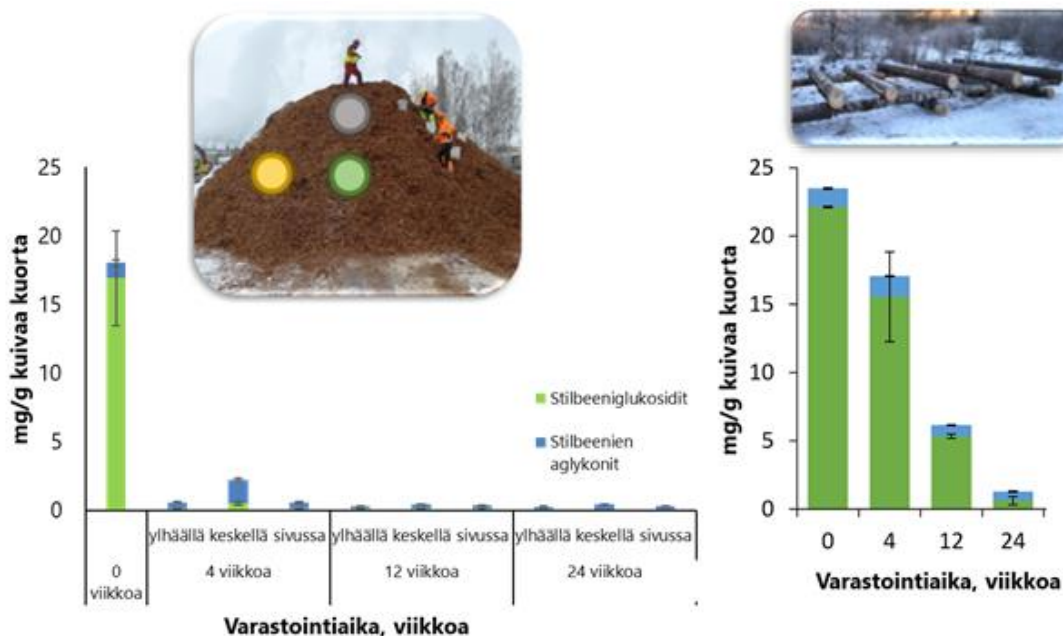 25
20
15
10
5
0
mg/g kuivaa kuorta
Stilbeeniglukosidit
Stilbeenien
aglykonit
ylhäällä keskellä sivussa ylhäällä keskellä sivussa ylhäällä keskellä sivussa
0
viikkoa
4 viikkoa 12 viikkoa 24 viikkoa
Varastointiaika, viikkoa
25
20
15
10
5
0
mg/g kuivaa kuorta
0 4 12 24
Varastointiaika, viikkoa